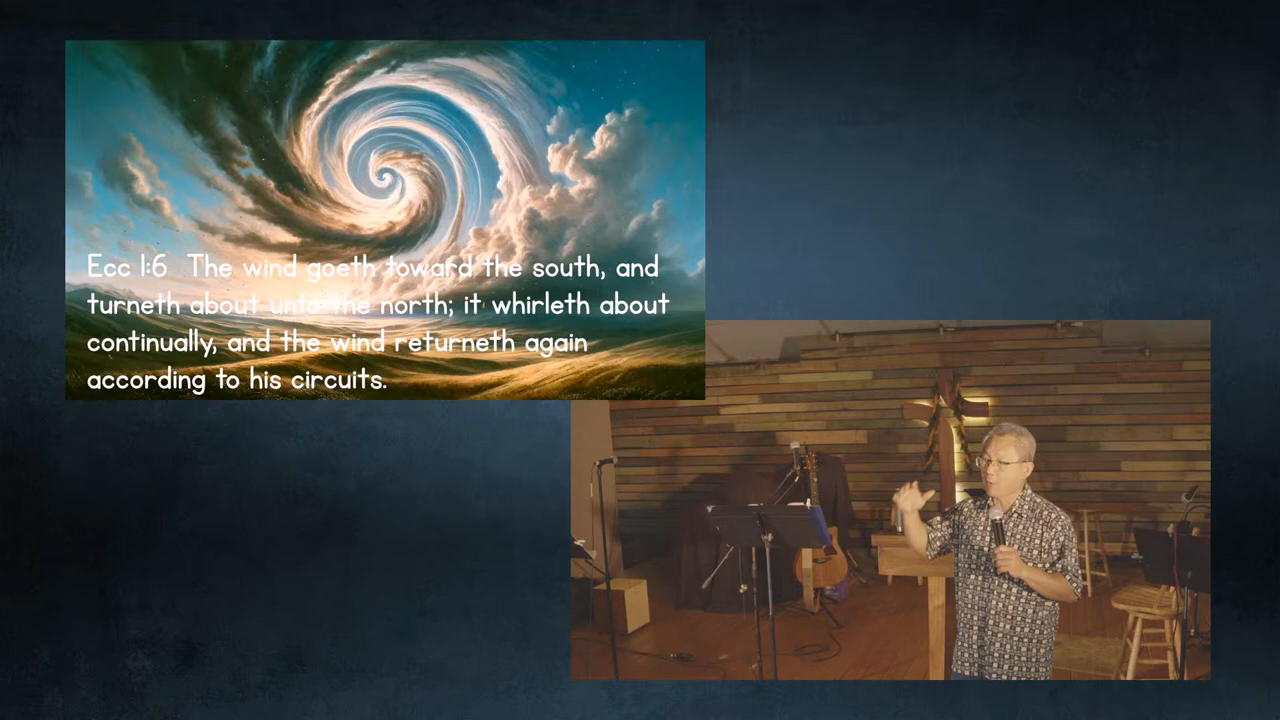 Ecc 1:6  The wind goeth toward the south, and
turneth about unto the north; it whirleth about
continually, and the wind returneth again
according to his circuits.